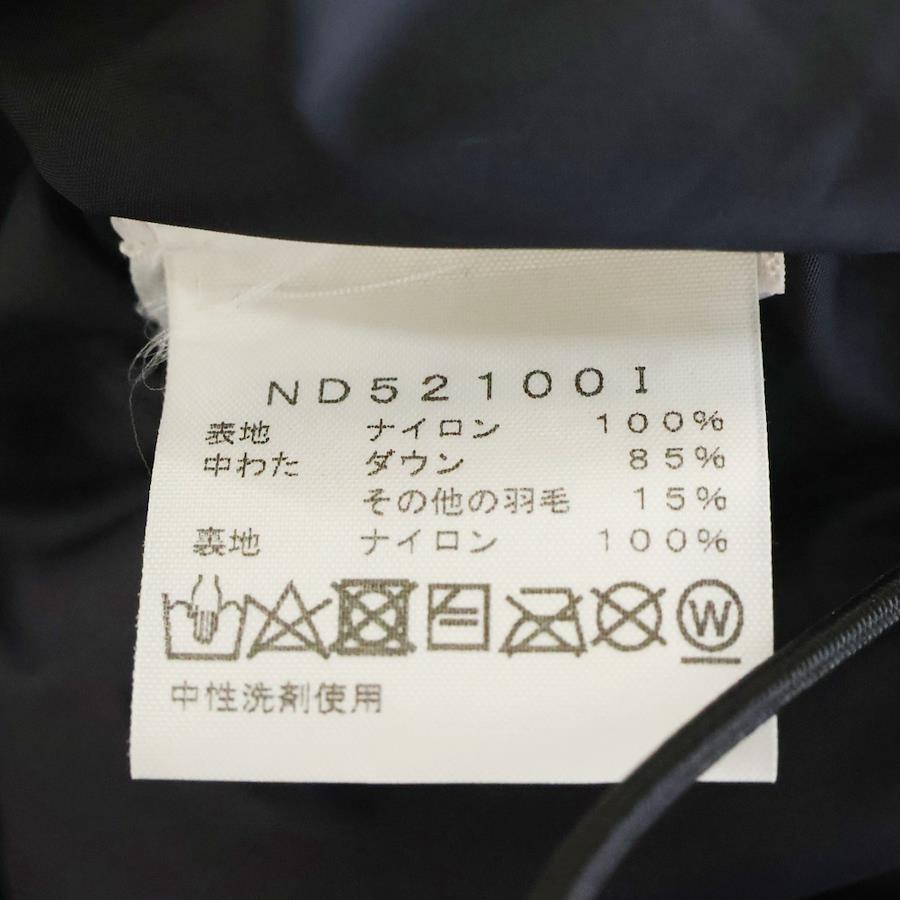 ND52100I
表地 ナイロン 100%
中わた ダウン 85%
その他の羽毛 15%
裏地 ナイロン 100%
W
中性洗剤使用